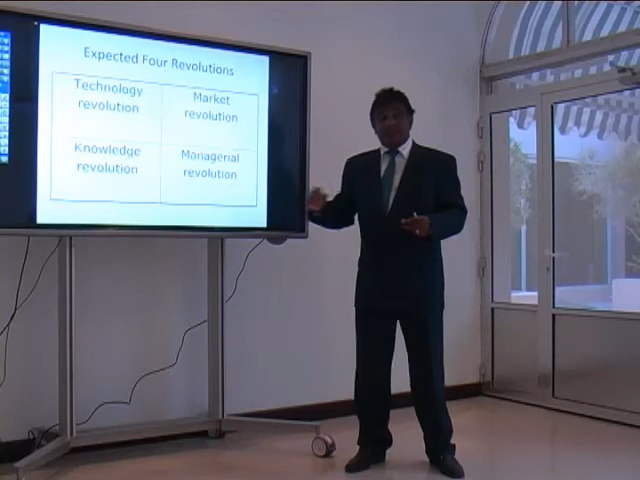 Expected Four Revolutions
Technology revolution
Market revolution
Knowledge revolution
Managerial revolution